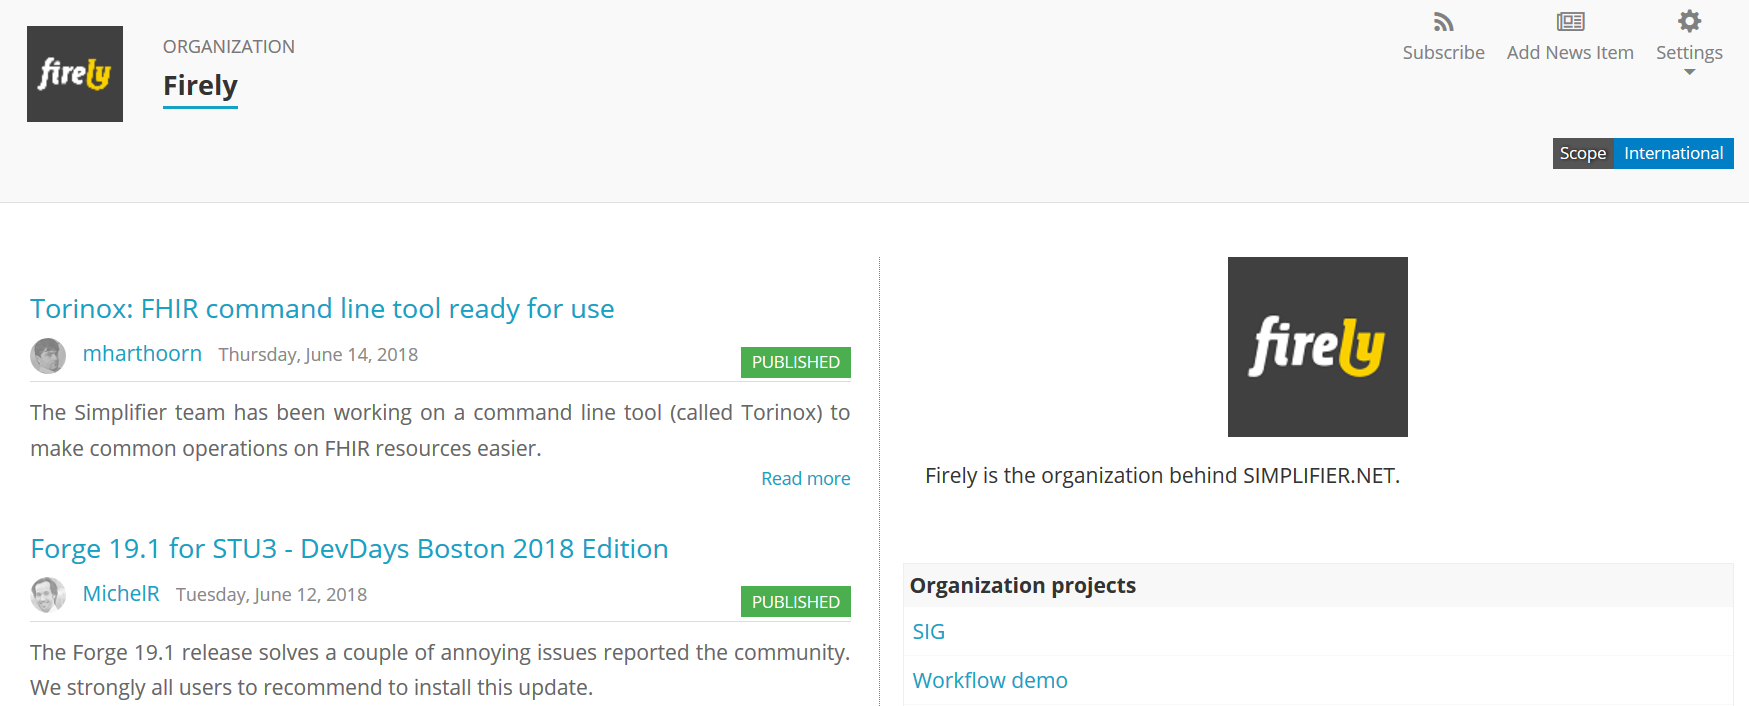 firely
ORGANIZATION
Firely
Subscribe
Add News Item
Settings
Scope International
Torinox: FHIR command line tool ready for use
mharthoorn Thursday, June 14, 2018
PUBLISHED
The Simplifier team has been working on a command line tool (called Torinox) to
make common operations on FHIR resources easier.
Read more
Forge 19.1 for STU3 - DevDays Boston 2018 Edition
MichelR Tuesday, June 12, 2018
PUBLISHED
The Forge 19.1 release solves a couple of annoying issues reported the community.
We strongly all users to recommend to install this update.
firely
Firely is the organization behind SIMPLIFIER.NET.
Organization projects
SIG
Workflow demo